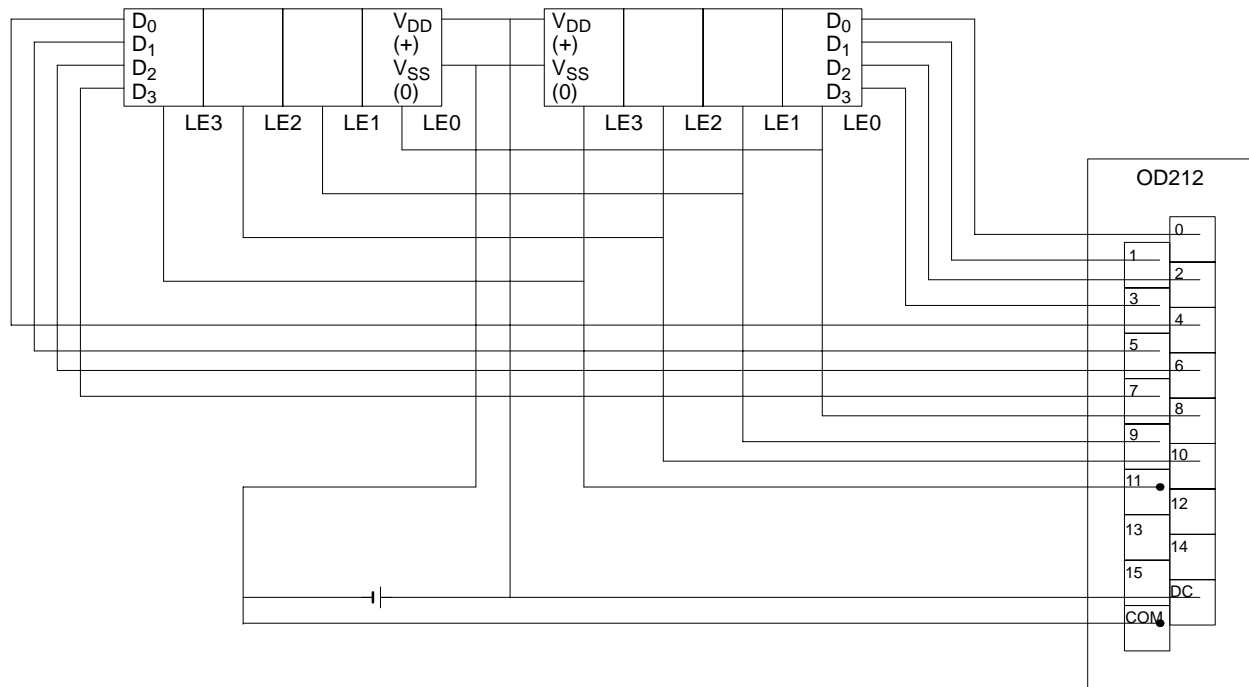 D0 VDD VDD D0
D1 (+) (+) D1
D2 VSS VSS D2
D3 (0) (0) D3
LE3 LE2 LE1 LE0 LE3 LE2 LE1 LE0
OD212
0
1
2
3
4
5
6
7
8
9
10
11
12
13
14
15
DC
COM